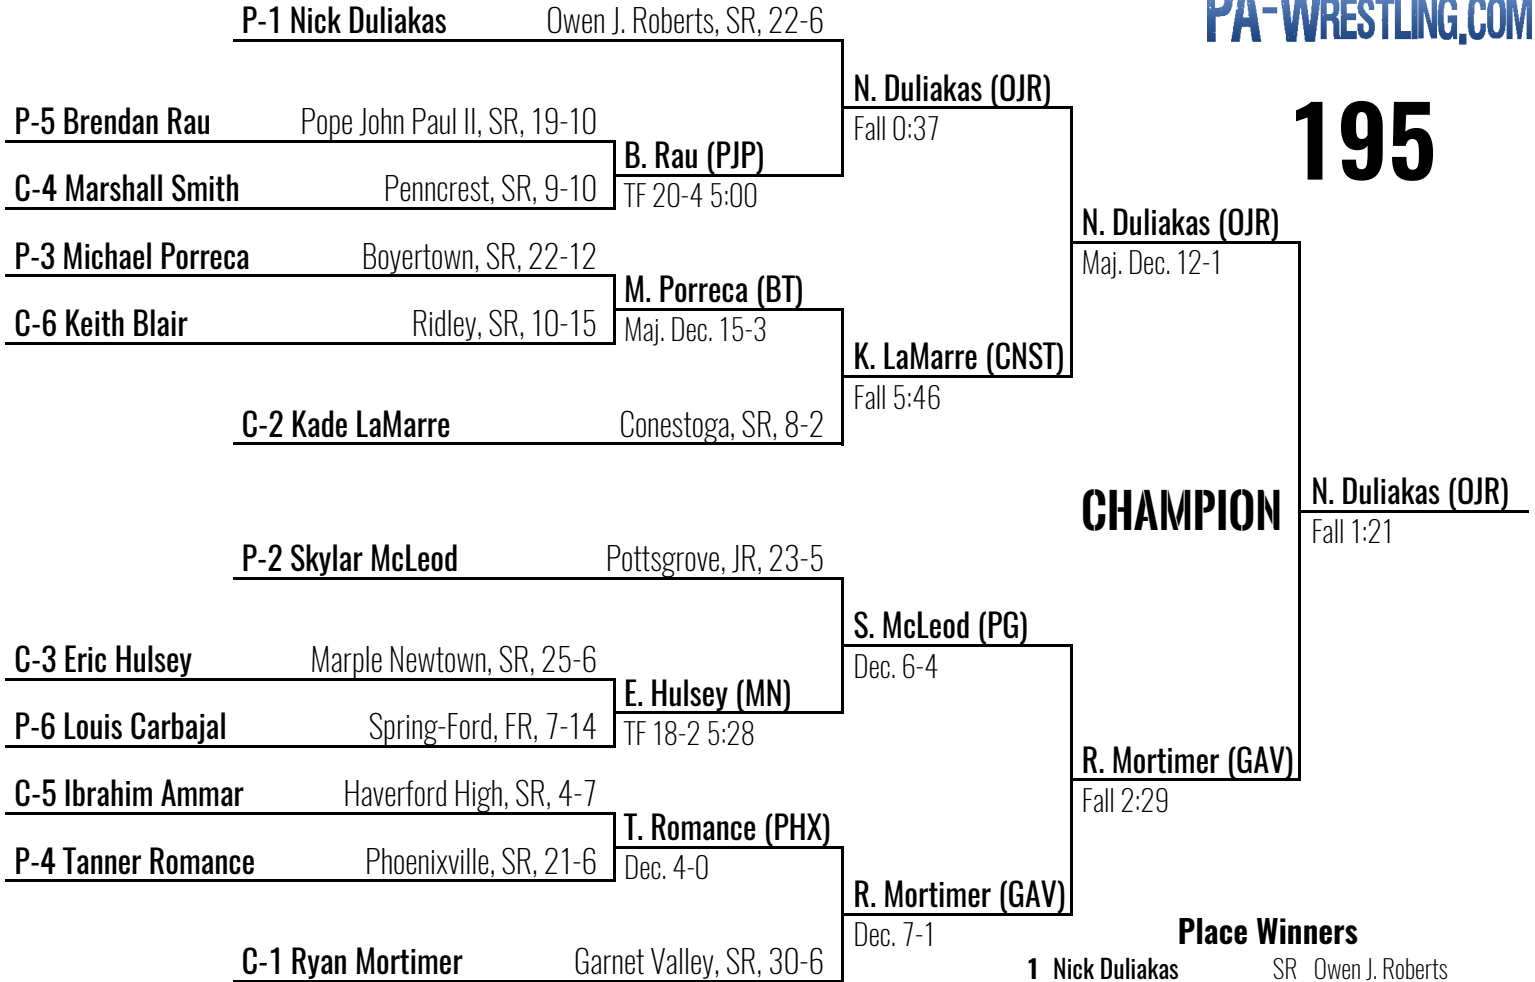 PA-WRESTLING.COM
195
P-1 Nick Duliakas Owen J. Roberts, SR, 22-6
N. Duliakas (OJR)
Fall 0:37
P-5 Brendan Rau Pope John Paul II, SR, 19-10
B. Rau (PJP)
TF 20-4 5:00
C-4 Marshall Smith Penncrest, SR, 9-10
N. Duliakas (OJR)
Maj. Dec. 12-1
P-3 Michael Porreca Boyertown, SR, 22-12
M. Porreca (BT)
Maj. Dec. 15-3
C-6 Keith Blair Ridley, SR, 10-15
K. LaMarre (CNST)
Fall 5:46
C-2 Kade LaMarre Conestoga, SR, 8-2
CHAMPION
N. Duliakas (OJR)
Fall 1:21
P-2 Skylar McLeod Pottsgrove, JR, 23-5
S. McLeod (PG)
Dec. 6-4
C-3 Eric Hulsey Marple Newtown, SR, 25-6
E. Hulsey (MN)
TF 18-2 5:28
P-6 Louis Carbajal Spring-Ford, FR, 7-14
R. Mortimer (GAV)
Fall 2:29
C-5 Ibrahim Ammar Haverford High, SR, 4-7
T. Romance (PHX)
Dec. 4-0
P-4 Tanner Romance Phoenixville, SR, 21-6
R. Mortimer (GAV)
Dec. 7-1
C-1 Ryan Mortimer Garnet Valley, SR, 30-6
Place Winners
1 Nick Duliakas SR Owen J. Roberts